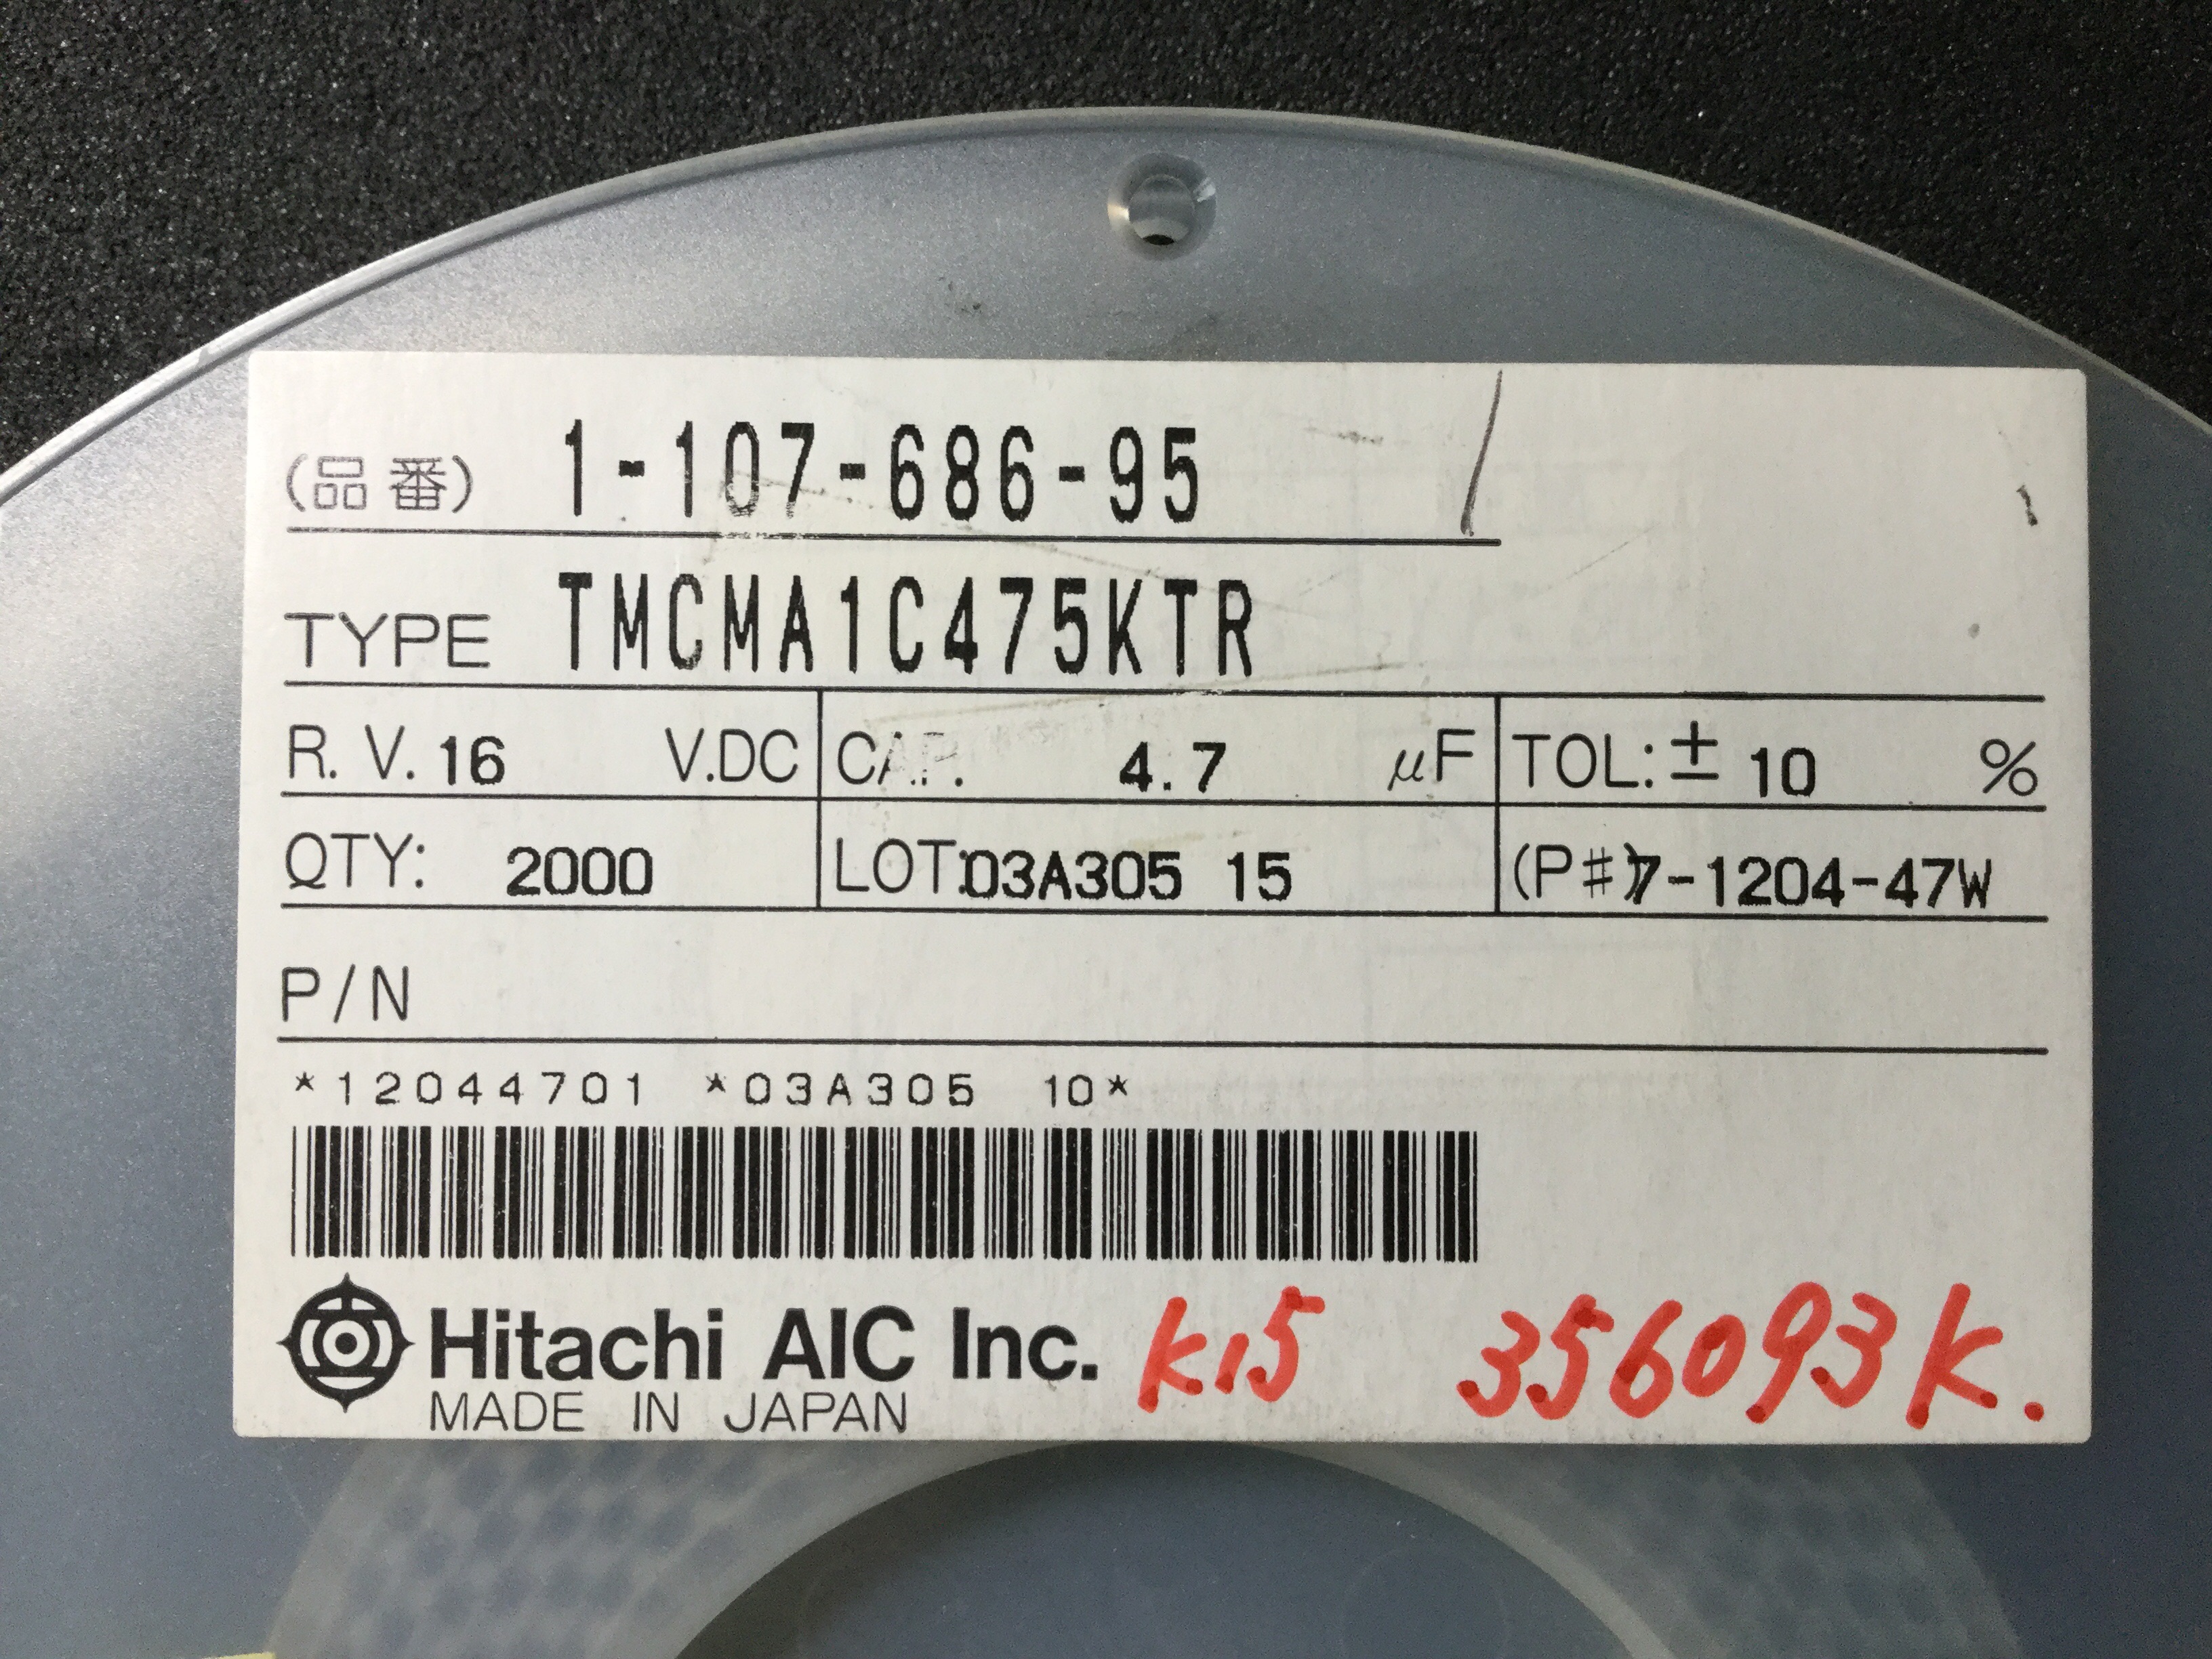 (品番) 1-107-686-95
TYPE TMCMA1C475KTR
R. V. 16 V.DC CAP. 4.7 μF TOL: ± 10 %
QTY: 2000 LOT:03A305 15 (P#)7-1204-47W
P/N
*12044701 *03A305 10*
Hitachi AIC Inc. K15 356093K.
MADE IN JAPAN